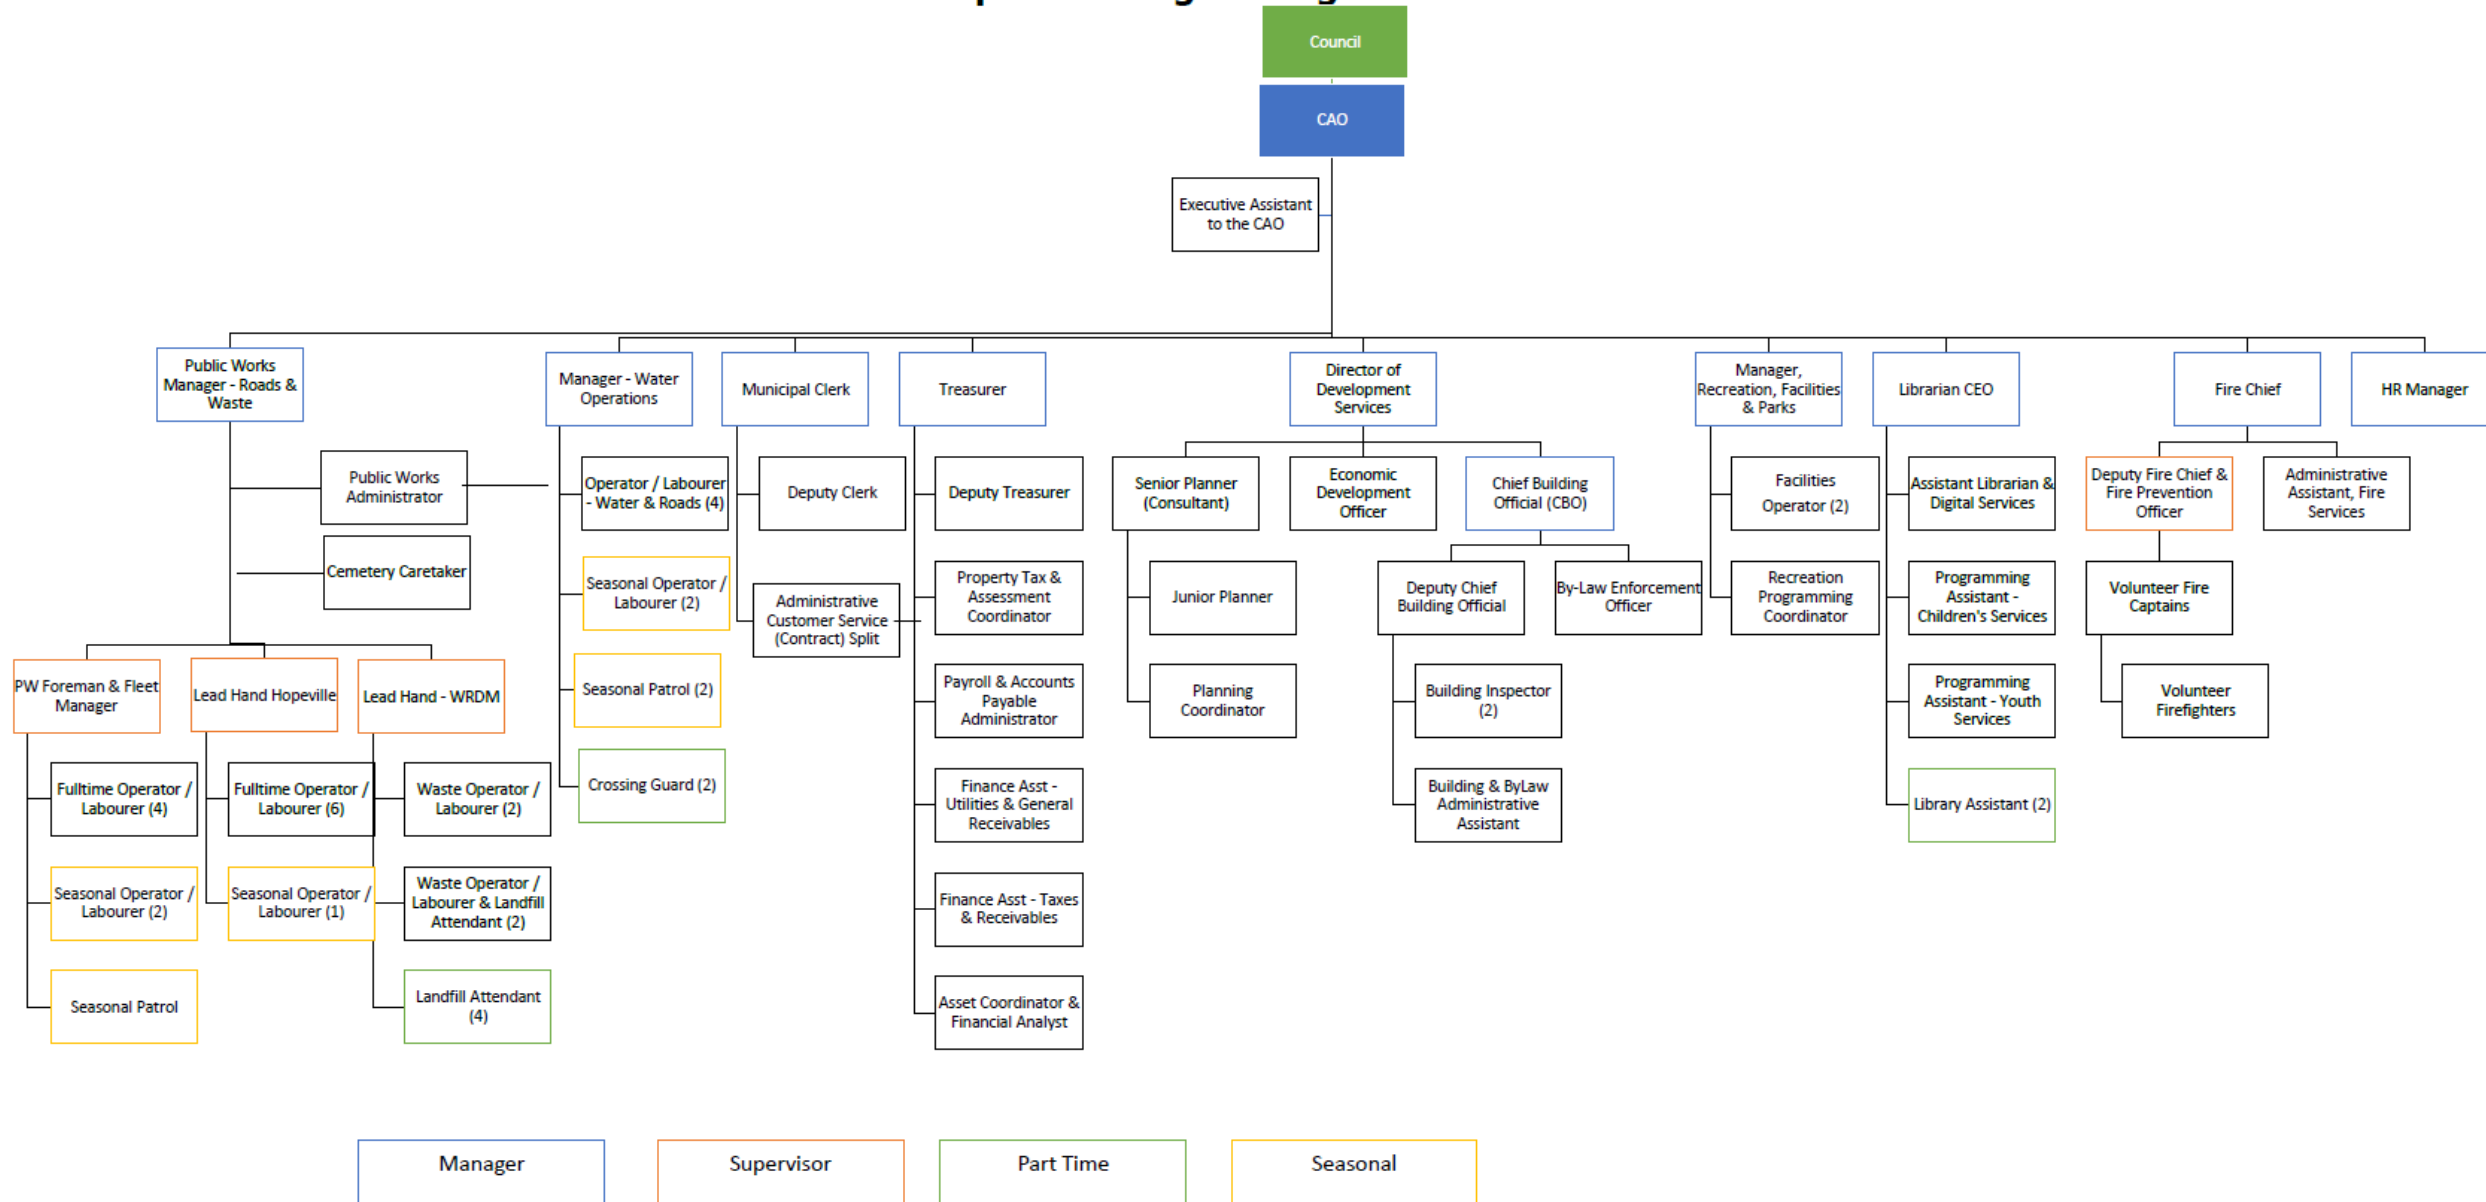 Council
CAO
Executive Assistant
to the CAO
Public Works
Manager - Roads &
Waste
Manager - Water
Operations
Municipal Clerk
Treasurer
Director of
Development
Services
Manager,
Recreation, Facilities
& Parks
Librarian CEO
Fire Chief
HR Manager
Public Works
Administrator
Cemetery Caretaker
PW Foreman & Fleet
Manager
Lead Hand Hopeville
Lead Hand - WRDM
Fulltime Operator /
Labourer (4)
Seasonal Operator /
Labourer (2)
Seasonal Patrol
Fulltime Operator /
Labourer (6)
Seasonal Operator /
Labourer (1)
Waste Operator /
Labourer (2)
Waste Operator /
Labourer & Landfill
Attendant (2)
Landfill Attendant
(4)
Operator / Labourer
- Water & Roads (4)
Seasonal Operator /
Labourer (2)
Seasonal Patrol (2)
Crossing Guard (2)
Deputy Clerk
Administrative
Customer Service
(Contract) Split
Deputy Treasurer
Property Tax &
Assessment
Coordinator
Payroll & Accounts
Payable
Administrator
Finance Asst -
Utilities & General
Receivables
Finance Asst - Taxes
& Receivables
Asset Coordinator &
Financial Analyst
Senior Planner
(Consultant)
Junior Planner
Planning
Coordinator
Economic
Development
Officer
Chief Building
Official (CBO)
Deputy Chief
Building Official
By-Law Enforcement
Officer
Building Inspector
(2)
Building & ByLaw
Administrative
Assistant
Facilities
Operator (2)
Recreation
Programming
Coordinator
Assistant Librarian &
Digital Services
Programming
Assistant -
Children's Services
Programming
Assistant - Youth
Services
Library Assistant (2)
Deputy Fire Chief &
Fire Prevention
Officer
Administrative
Assistant, Fire
Services
Volunteer Fire
Captains
Volunteer
Firefighters
Manager
Supervisor
Part Time
Seasonal